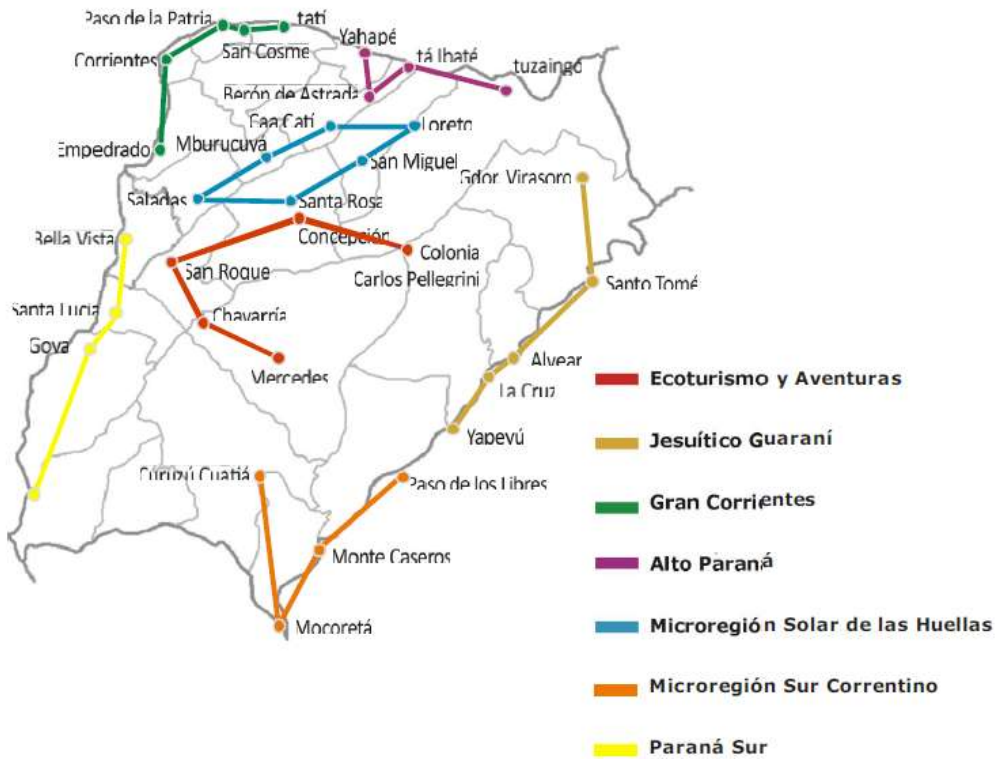 Paso de la Patria
tatí
San Cosme
Yahapé
tá Ibaté
tuzaingó
Corrientes
Berón de Astrada
Caa Catí
Loreto
Empedrado
Mburucuyá
San Miguel
Gdor. Virasoro
Saladas
Santa Rosa
Concepción
Bella Vista
Colonia
Carlos Pellegrini
San Roque
Santo Tomé
Santa Lucía
Chavarría
Goya
Alvear
Mercedes
La Cruz
Yapeyú
Curuzú Cuatiá
Paso de los Libres
Monte Caseros
Mocoretá
Ecoturismo y Aventuras
Jesuítico Guaraní
Gran Corrientes
Alto Paraná
Microregión Solar de las Huellas
Microregión Sur Correntino
Paraná Sur